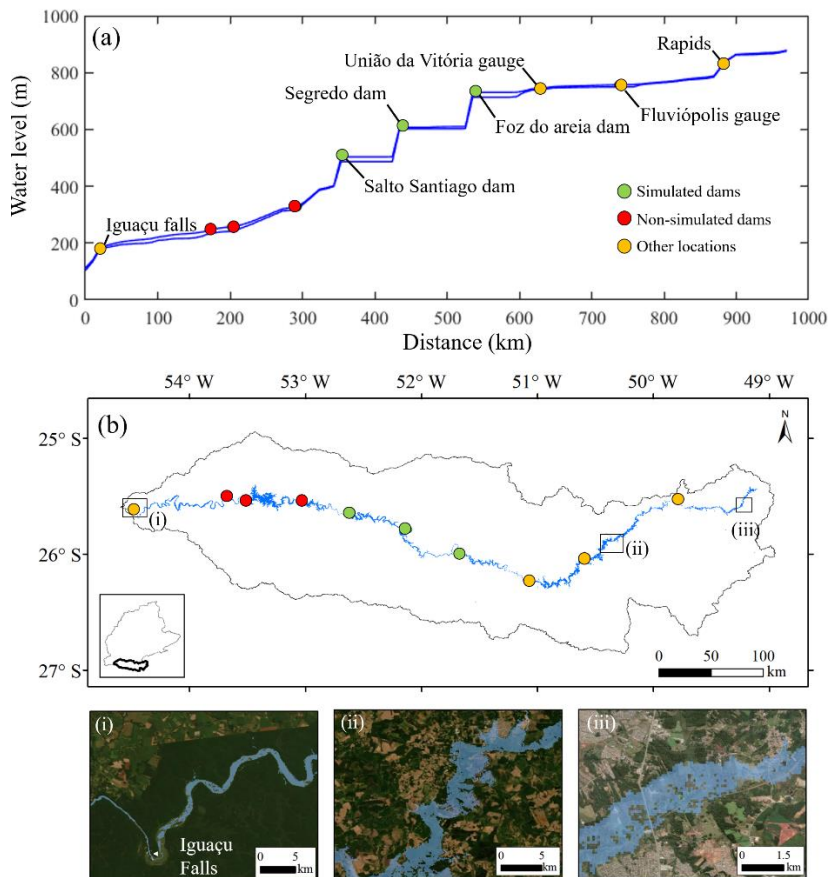 (a)
1000
800
600
400
200
0
Water level (m)
Rapids
União da Vitória gauge
Segredo dam
Foz do areia dam
Fluviópolis gauge
Salto Santiago dam
Iguaçu falls
Simulated dams
Non-simulated dams
Other locations
0 100 200 300 400 500 600 700 800 900 1000
Distance (km)
54° W 53° W 52° W 51° W 50° W 49° W
(b)
N
25° S
26° S
27° S
(i)
(ii)
(iii)
0 50 100
km
(i)
Iguaçu
Falls
0 5
km
(ii)
0 5
km
(iii)
0 1.5
km